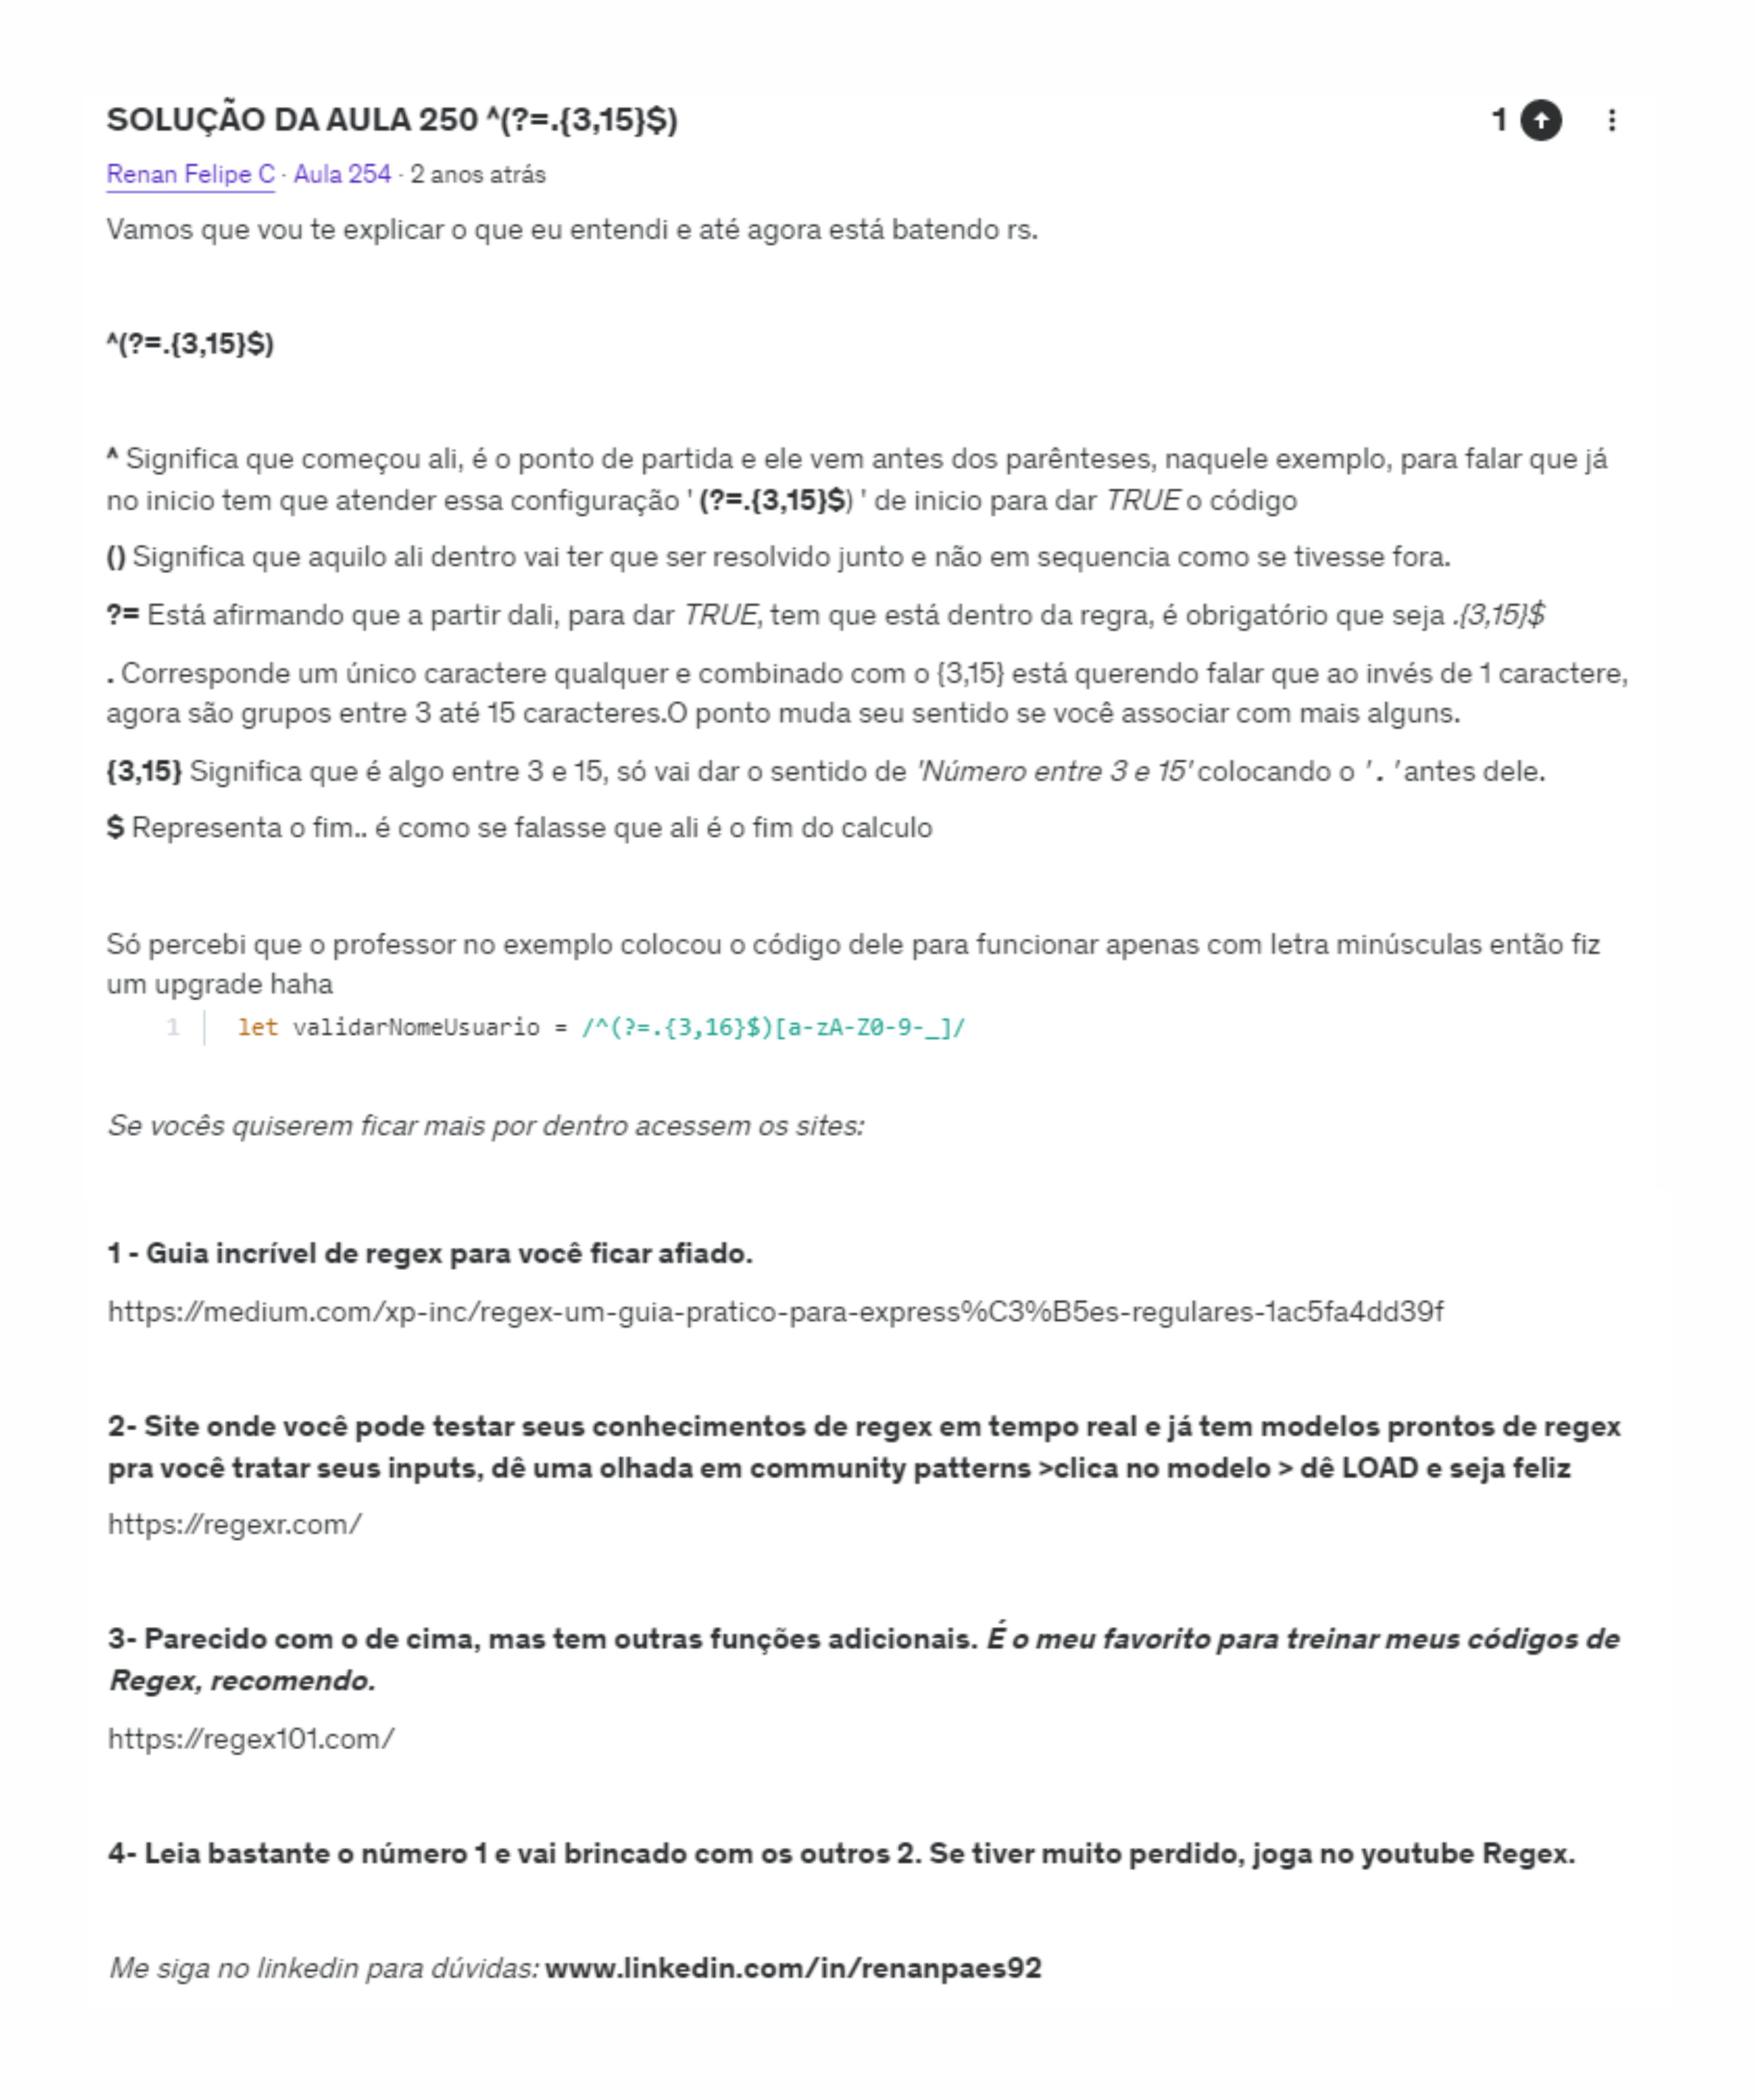 SOLUÇÃO DA AULA 250 ^(?=.{3,15}$)
1
Renan Felipe C · Aula 254 · 2 anos atrás
Vamos que vou te explicar o que eu entendi e até agora está batendo rs.
^(?=.{3,15}$)
^ Significa que começou ali, é o ponto de partida e ele vem antes dos parênteses, naquele exemplo, para falar que já
no inicio tem que atender essa configuração ' (?=.{3,15}$) ' de inicio para dar TRUE o código
() Significa que aquilo ali dentro vai ter que ser resolvido junto e não em sequencia como se tivesse fora.
?= Está afirmando que a partir dali, para dar TRUE, tem que está dentro da regra, é obrigatório que seja .{3,15}$
. Corresponde um único caractere qualquer e combinado com o {3,15} está querendo falar que ao invés de 1 caractere,
agora são grupos entre 3 até 15 caracteres.O ponto muda seu sentido se você associar com mais alguns.
{3,15} Significa que é algo entre 3 e 15, só vai dar o sentido de 'Número entre 3 e 15' colocando o ' . ' antes dele.
$ Representa o fim.. é como se falasse que ali é o fim do calculo
Só percebi que o professor no exemplo colocou o código dele para funcionar apenas com letra minúsculas então fiz
um upgrade haha
1 let validarNomeUsuario = /^(?=.{3,16}$)[a-zA-Z0-9-_]/
Se vocês quiserem ficar mais por dentro acessem os sites:
1 - Guia incrível de regex para você ficar afiado.
https://medium.com/xp-inc/regex-um-guia-pratico-para-express%C3%B5es-regulares-1ac5fa4dd39f
2- Site onde você pode testar seus conhecimentos de regex em tempo real e já tem modelos prontos de regex
pra você tratar seus inputs, dê uma olhada em community patterns >clica no modelo > dê LOAD e seja feliz
https://regexr.com/
3- Parecido com o de cima, mas tem outras funções adicionais. É o meu favorito para treinar meus códigos de
Regex, recomendo.
https://regex101.com/
4- Leia bastante o número 1 e vai brincado com os outros 2. Se tiver muito perdido, joga no youtube Regex.
Me siga no linkedin para dúvidas: www.linkedin.com/in/renanpaes92